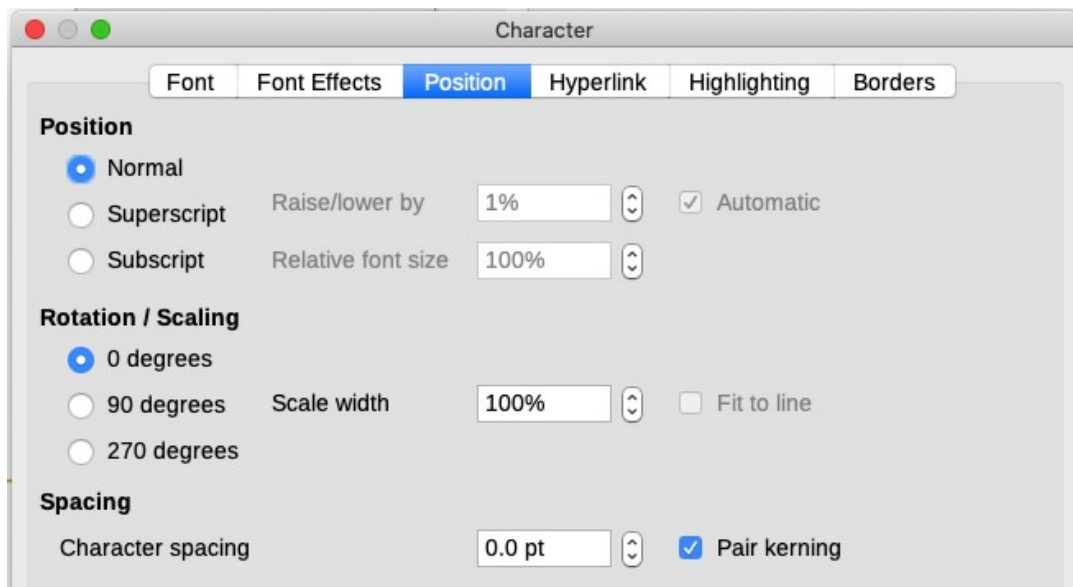 Character
Font Font Effects Position Hyperlink Highlighting Borders
Position
Normal
Superscript Raise/lower by 1% Automatic
Subscript Relative font size 100%
Rotation / Scaling
0 degrees
90 degrees Scale width 100% Fit to line
270 degrees
Spacing
Character spacing 0.0 pt Pair kerning